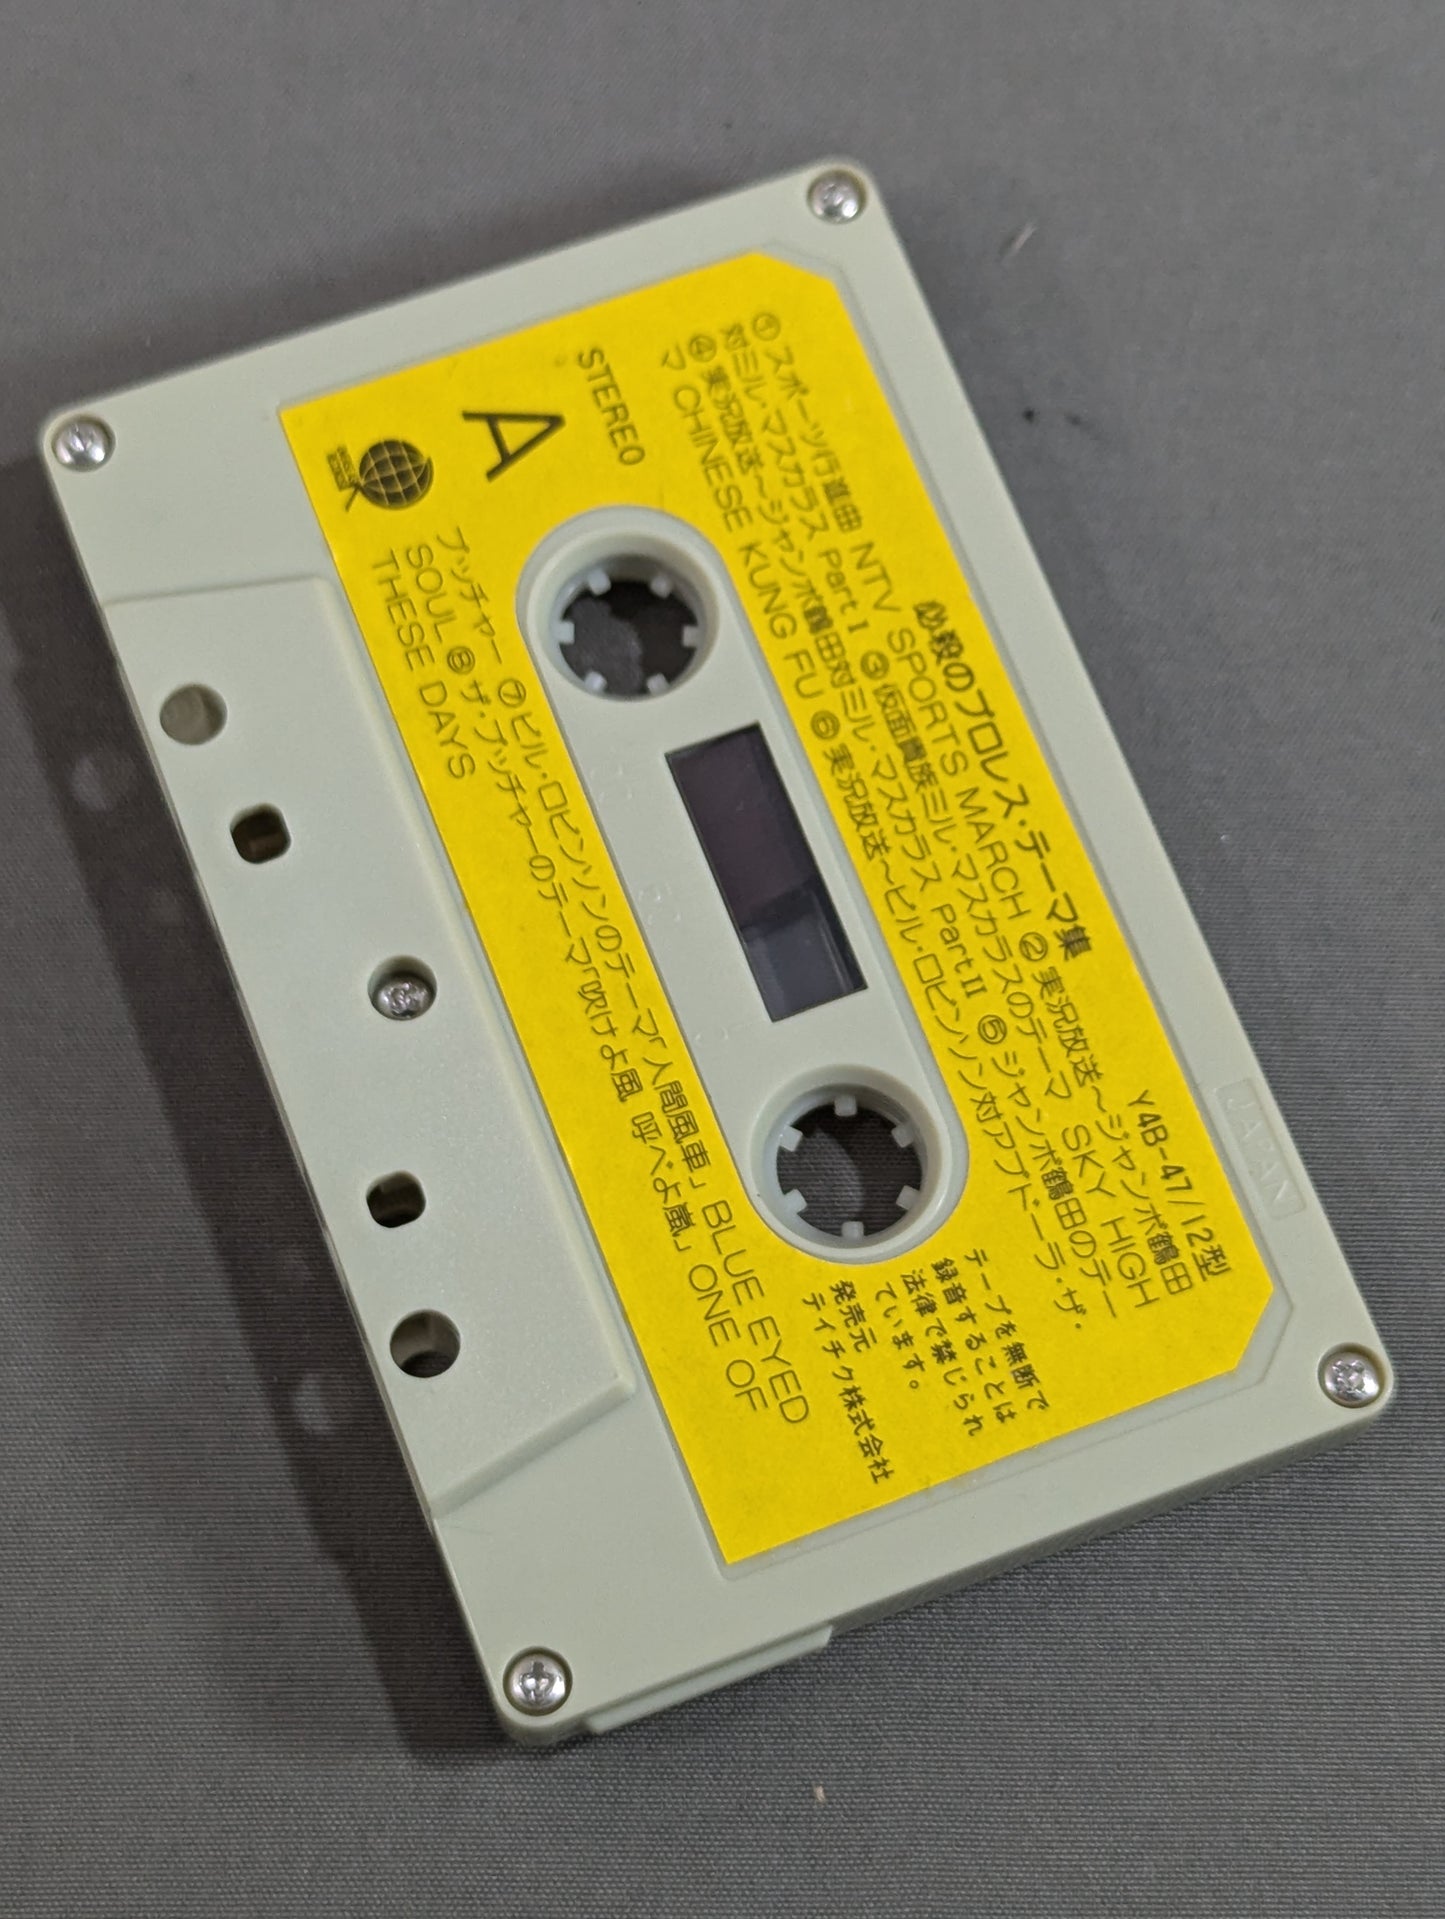 必殺のプロレス・テーマ集
Y4B-47/12型
①スポーツ行進曲 NTV SPORTS MARCH ②実況放送〜ジャンボ鶴田
対ミル・マスカラス Part I ③仮面貴族ミル・マスカラスのテーマ SKY HIGH
④実況放送〜ジャンボ鶴田対ミル・マスカラス Part II ⑤ジャンボ鶴田のテー
マ CHINESE KUNG FU ⑥実況放送〜ビル・ロビンソン対アブドーラ・ザ・
STEREO
A
テープを無断で
録音することは
法律で禁じられ
ています。
発売元
テイチク株式会社
ブッチャー ⑦ビル・ロビンソンのテーマ「人間風車」BLUE EYED
SOUL ⑧ザ・ブッチャーのテーマ「吹けよ風 呼べよ嵐」ONE OF
THESE DAYS
JAPAN